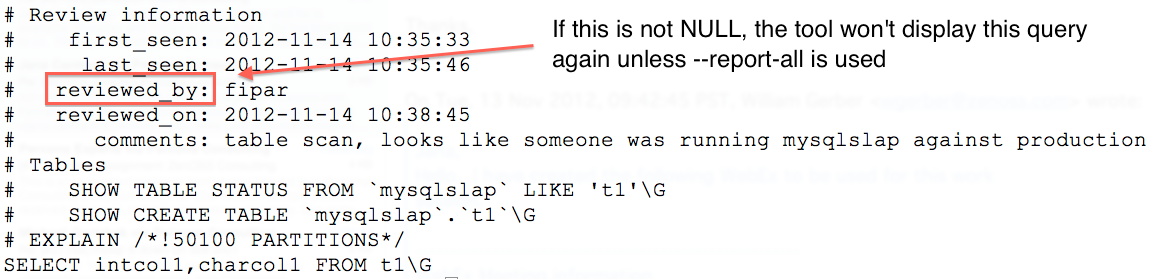 # Review information
#    first_seen: 2012-11-14 10:35:33
#     last_seen: 2012-11-14 10:35:46
#   reviewed_by: fipar
#   reviewed_on: 2012-11-14 10:38:45
#      comments: table scan, looks like someone was running mysqlslap against production
# Tables
#    SHOW TABLE STATUS FROM `mysqlslap` LIKE 't1'\G
#    SHOW CREATE TABLE `mysqlslap`.`t1`\G
# EXPLAIN /*!50100 PARTITIONS*/
SELECT intcol1,charcol1 FROM t1\G
If this is not NULL, the tool won't display this query
again unless --report-all is used